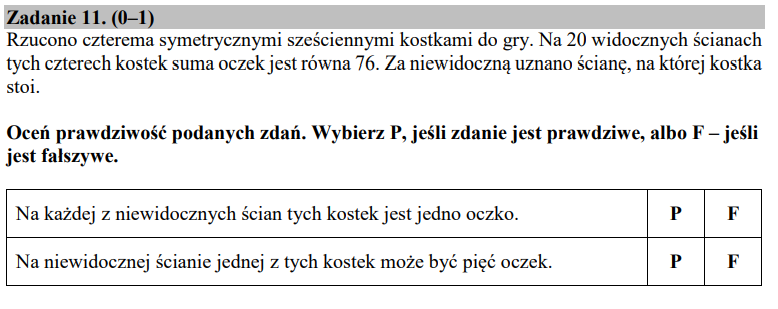 Zadanie 11. (0–1)
Rzucono czterema symetrycznymi sześciennymi kostkami do gry. Na 20 widocznych ścianach
tych czterech kostek suma oczek jest równa 76. Za niewidoczną uznano ścianę, na której kostka
stoi.
Oceń prawdziwość podanych zdań. Wybierz P, jeśli zdanie jest prawdziwe, albo F – jeśli
jest fałszywe.
Na każdej z niewidocznych ścian tych kostek jest jedno oczko. P F
Na niewidocznej ścianie jednej z tych kostek może być pięć oczek. P F